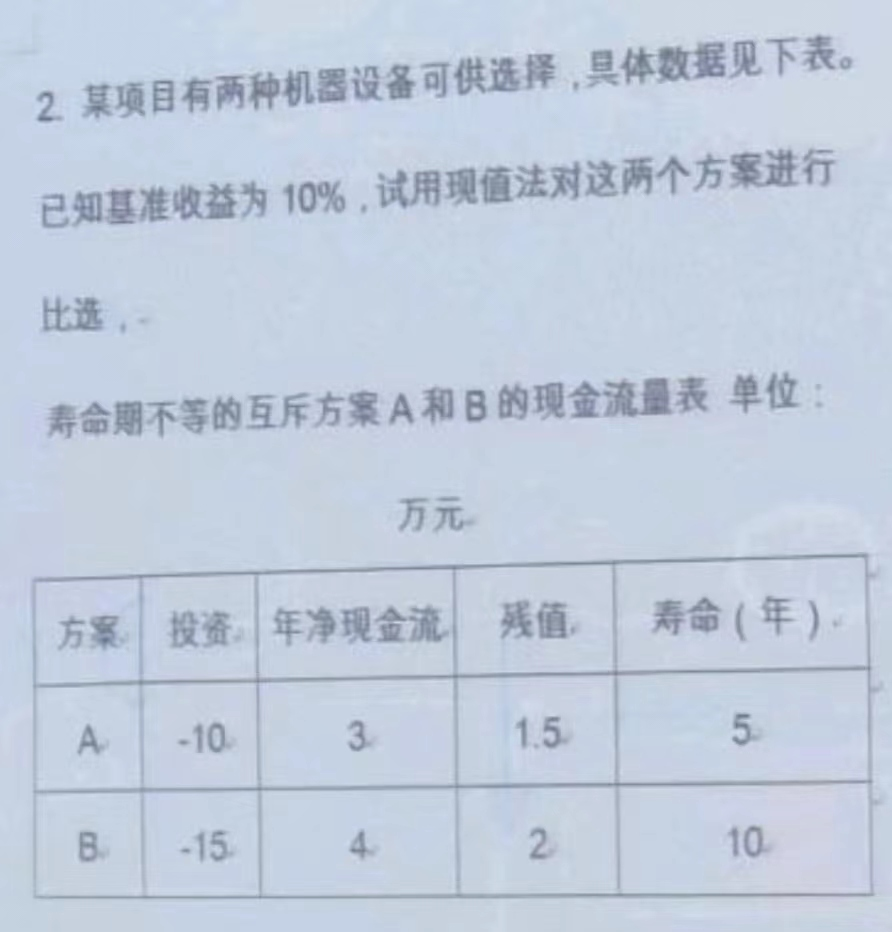 2. 某项目有两种机器设备可供选择,具体数据见下表。
已知基准收益为 10%,试用现值法对这两个方案进行
比选,
寿命期不等的互斥方案 A 和 B 的现金流量表 单位:
万元
方案 投资 年净现金流 残值 寿命(年)
A -10 3 1.5 5
B -15 4 2 10